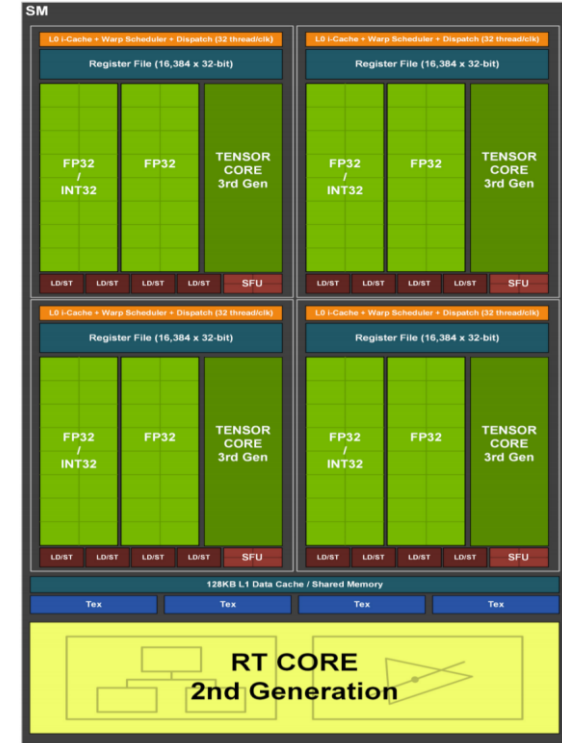 SM
L0 i-Cache + Warp Scheduler + Dispatch (32 thread/clk)
Register File (16,384 x 32-bit)
FP32
/
INT32
FP32
TENSOR
CORE
3rd Gen
LD/ST LD/ST LD/ST LD/ST SFU
L0 i-Cache + Warp Scheduler + Dispatch (32 thread/clk)
Register File (16,384 x 32-bit)
FP32
/
INT32
FP32
TENSOR
CORE
3rd Gen
LD/ST LD/ST LD/ST LD/ST SFU
L0 i-Cache + Warp Scheduler + Dispatch (32 thread/clk)
Register File (16,384 x 32-bit)
FP32
/
INT32
FP32
TENSOR
CORE
3rd Gen
LD/ST LD/ST LD/ST LD/ST SFU
L0 i-Cache + Warp Scheduler + Dispatch (32 thread/clk)
Register File (16,384 x 32-bit)
FP32
/
INT32
FP32
TENSOR
CORE
3rd Gen
LD/ST LD/ST LD/ST LD/ST SFU
128KB L1 Data Cache / Shared Memory
Tex Tex Tex Tex
RT CORE
2nd Generation